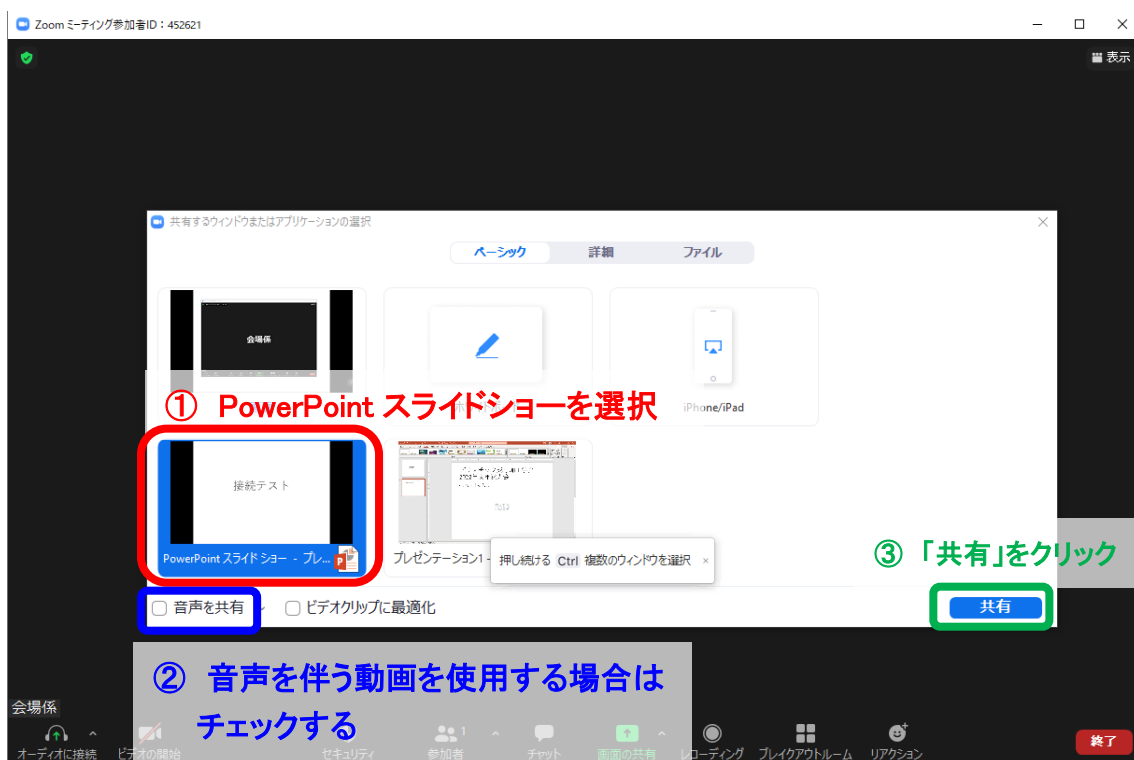 Zoom ミーティング参加者ID：452621
表示
共有するウィンドウまたはアプリケーションの選択
ベーシック 詳細 ファイル
会場係
① PowerPoint スライドショーを選択
iPhone/iPad
接続テスト
PowerPoint スライド ショー - プレ...
プレゼンテーション1 -
押し続ける Ctrl 複数のウィンドウを選択 ×
③ 「共有」をクリック
音声を共有
ビデオクリップに最適化
共有
② 音声を伴う動画を使用する場合は
チェックする
会場係
オーディオに接続 ビデオの開始 セキュリティ 参加者 1 チャット 画面の共有 レコーディング ブレイクアウトルーム リアクション
終了